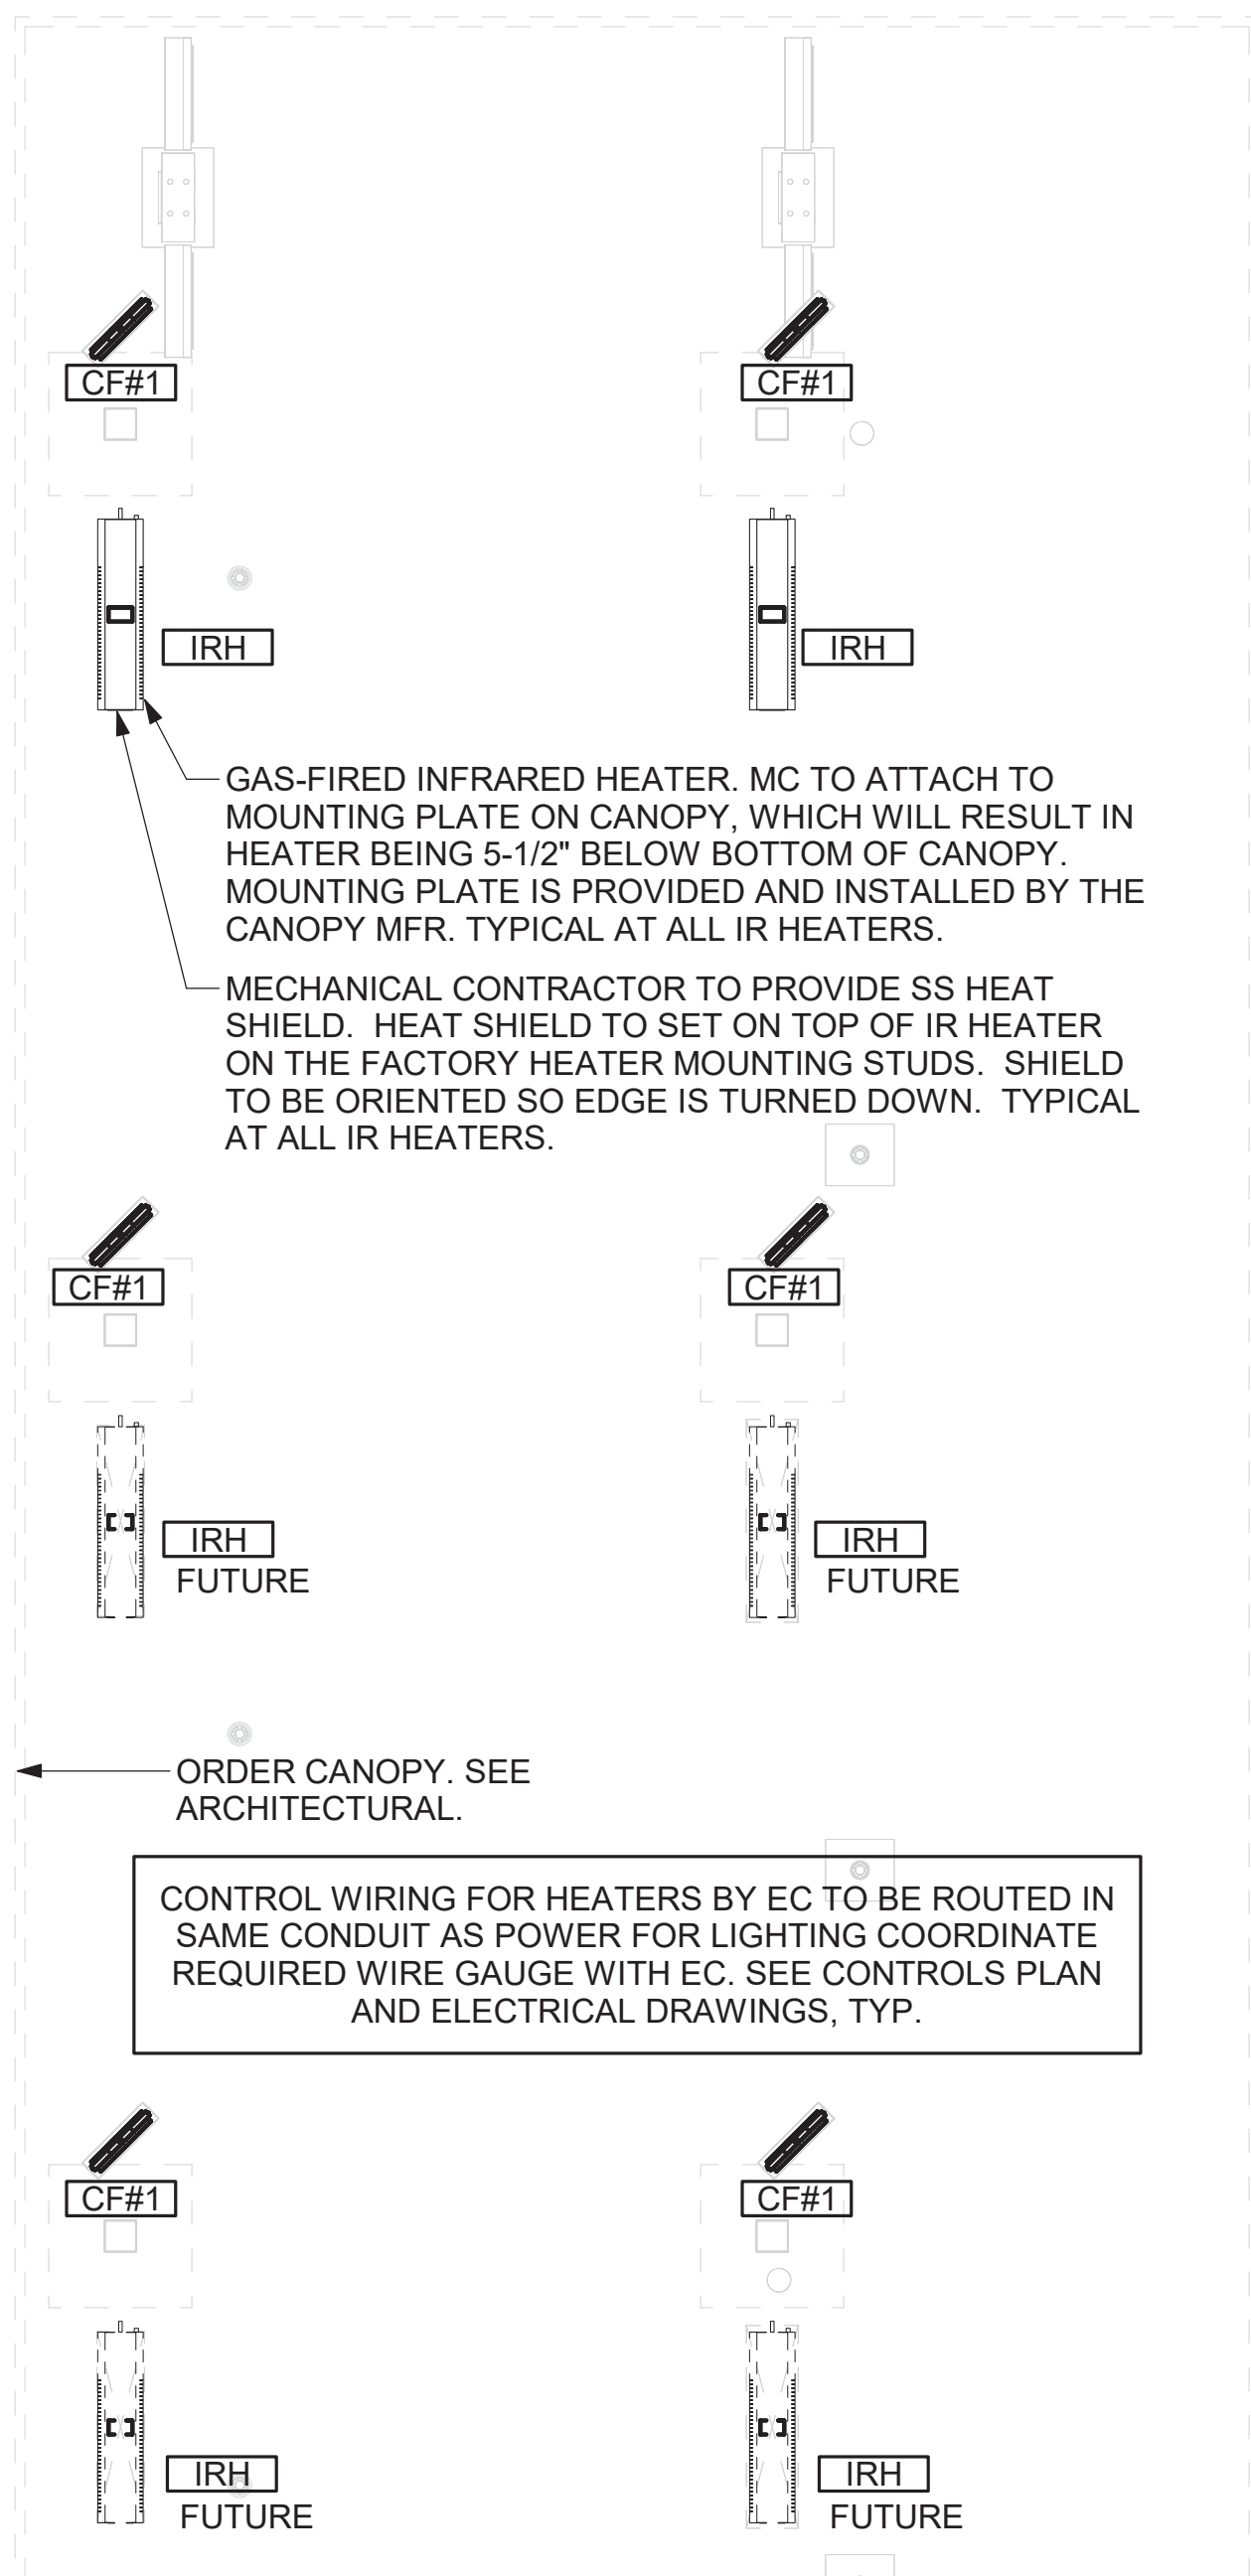 CF#1
CF#1
IRH
IRH
GAS-FIRED INFRARED HEATER. MC TO ATTACH TO
MOUNTING PLATE ON CANOPY, WHICH WILL RESULT IN
HEATER BEING 5-1/2" BELOW BOTTOM OF CANOPY.
MOUNTING PLATE IS PROVIDED AND INSTALLED BY THE
CANOPY MFR. TYPICAL AT ALL IR HEATERS.
MECHANICAL CONTRACTOR TO PROVIDE SS HEAT
SHIELD. HEAT SHIELD TO SET ON TOP OF IR HEATER
ON THE FACTORY HEATER MOUNTING STUDS. SHIELD
TO BE ORIENTED SO EDGE IS TURNED DOWN. TYPICAL
AT ALL IR HEATERS.
CF#1
CF#1
IRH
FUTURE
IRH
FUTURE
ORDER CANOPY. SEE
ARCHITECTURAL.
CONTROL WIRING FOR HEATERS BY EC TO BE ROUTED IN
SAME CONDUIT AS POWER FOR LIGHTING COORDINATE
REQUIRED WIRE GAUGE WITH EC. SEE CONTROLS PLAN
AND ELECTRICAL DRAWINGS, TYP.
CF#1
CF#1
IRH
FUTURE
IRH
FUTURE